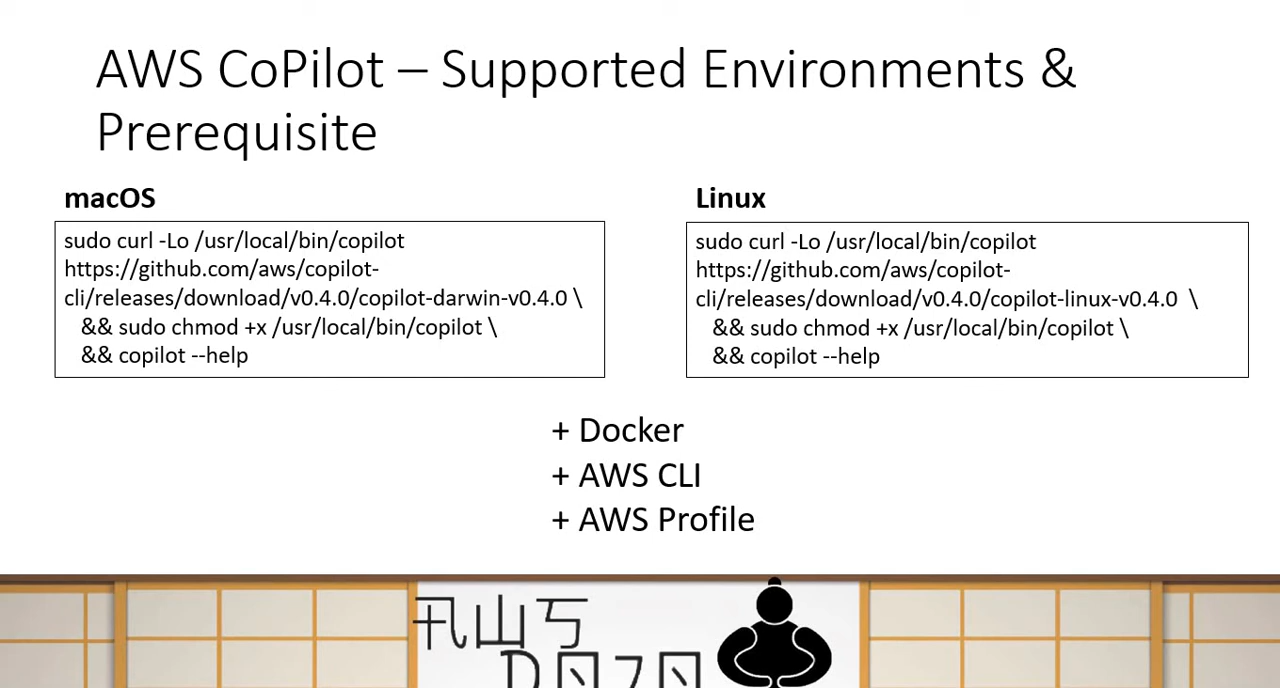 AWS CoPilot – Supported Environments &
Prerequisite
macOS
sudo curl -Lo /usr/local/bin/copilot
https://github.com/aws/copilot-
cli/releases/download/v0.4.0/copilot-darwin-v0.4.0 \
&& sudo chmod +x /usr/local/bin/copilot \
&& copilot --help
Linux
sudo curl -Lo /usr/local/bin/copilot
https://github.com/aws/copilot-
cli/releases/download/v0.4.0/copilot-linux-v0.4.0 \
&& sudo chmod +x /usr/local/bin/copilot \
&& copilot --help
+ Docker
+ AWS CLI
+ AWS Profile